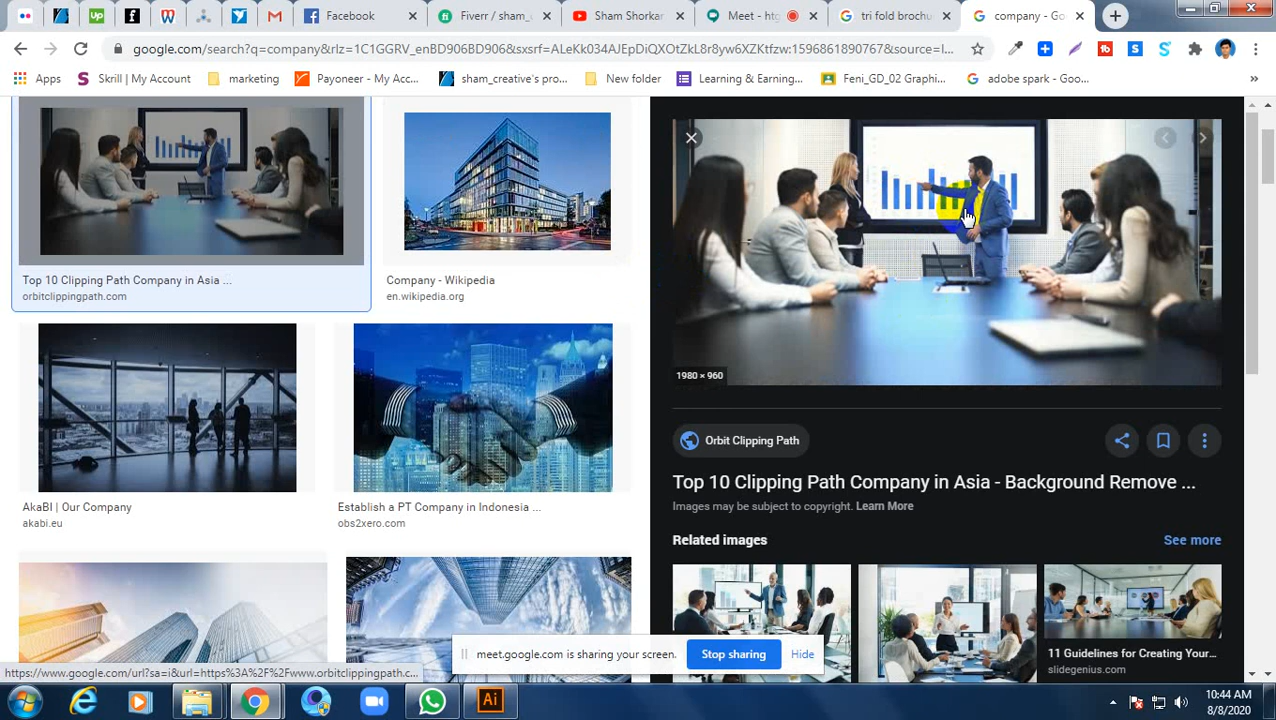 Facebook
Fiverr / sham_
Sham Shorkar
Meet - htg
tri fold brochu
company - Go
google.com/search?q=company&rlz=1C1GGRV_enBD906BD906&sxsrf=ALeKk034AJEpDiQXOtZkL8r8yw6XZKtfzw:1596861890767&source=l...
Apps
Skrill | My Account
marketing
Payoneer - My Acc...
sham_creative's pro...
New folder
Learning & Earning...
Feni_GD_02 Graphi...
adobe spark - Goo...
»
Top 10 Clipping Path Company in Asia ...
orbitclippingpath.com
Company - Wikipedia
en.wikipedia.org
AkaBI | Our Company
akabi.eu
Establish a PT Company in Indonesia ...
obs2xero.com
1980 × 960
Orbit Clipping Path
Top 10 Clipping Path Company in Asia - Background Remove ...
Images may be subject to copyright. Learn More
Related images
See more
11 Guidelines for Creating Your...
slidegenius.com
meet.google.com is sharing your screen.
Stop sharing
Hide
https://www.google.com/url?sa=i&url=https%3A%2F%2Fwww.orbitclippingpath.c...
Ai
10:44 AM
8/8/2020